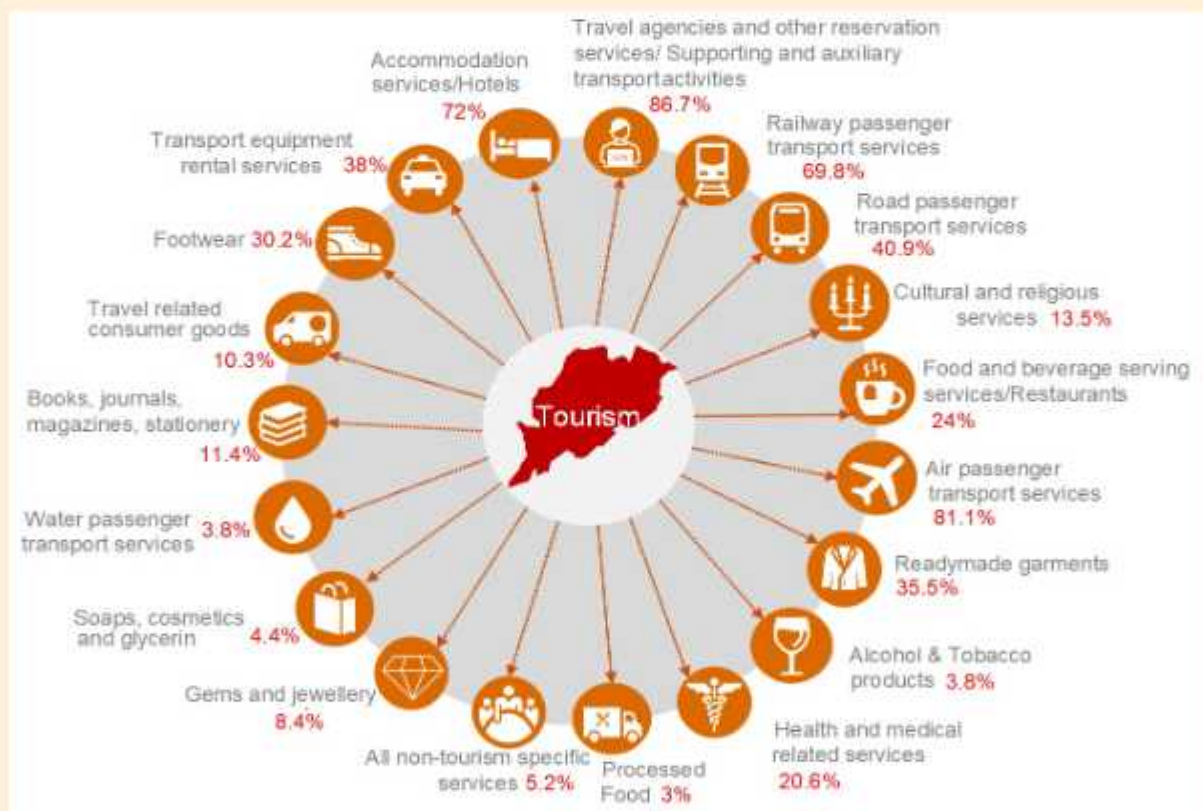 Travel agencies and other reservation
services/ Supporting and auxiliary
transportactivities
86.7%
Railway passenger
transport services
69.8%
Road passenger
transport services
40.9%
Cultural and religious
services 13.5%
Food and beverage serving
services/Restaurants
24%
Air passenger
transport services
81.1%
Readymade garments
35.5%
Alcohol & Tobacco
products 3.8%
Health and medical
related services
20.6%
Processed
Food 3%
All non-tourism specific
services 5.2%
Gems and jewellery
8.4%
Soaps, cosmetics
and glycerin 4.4%
Water passenger
transport services 3.8%
Books, journals,
magazines, stationery
11.4%
Travel related
consumer goods
10.3%
Footwear 30.2%
Transport equipment
rental services 38%
Accommodation
services/Hotels
72%
Tourism